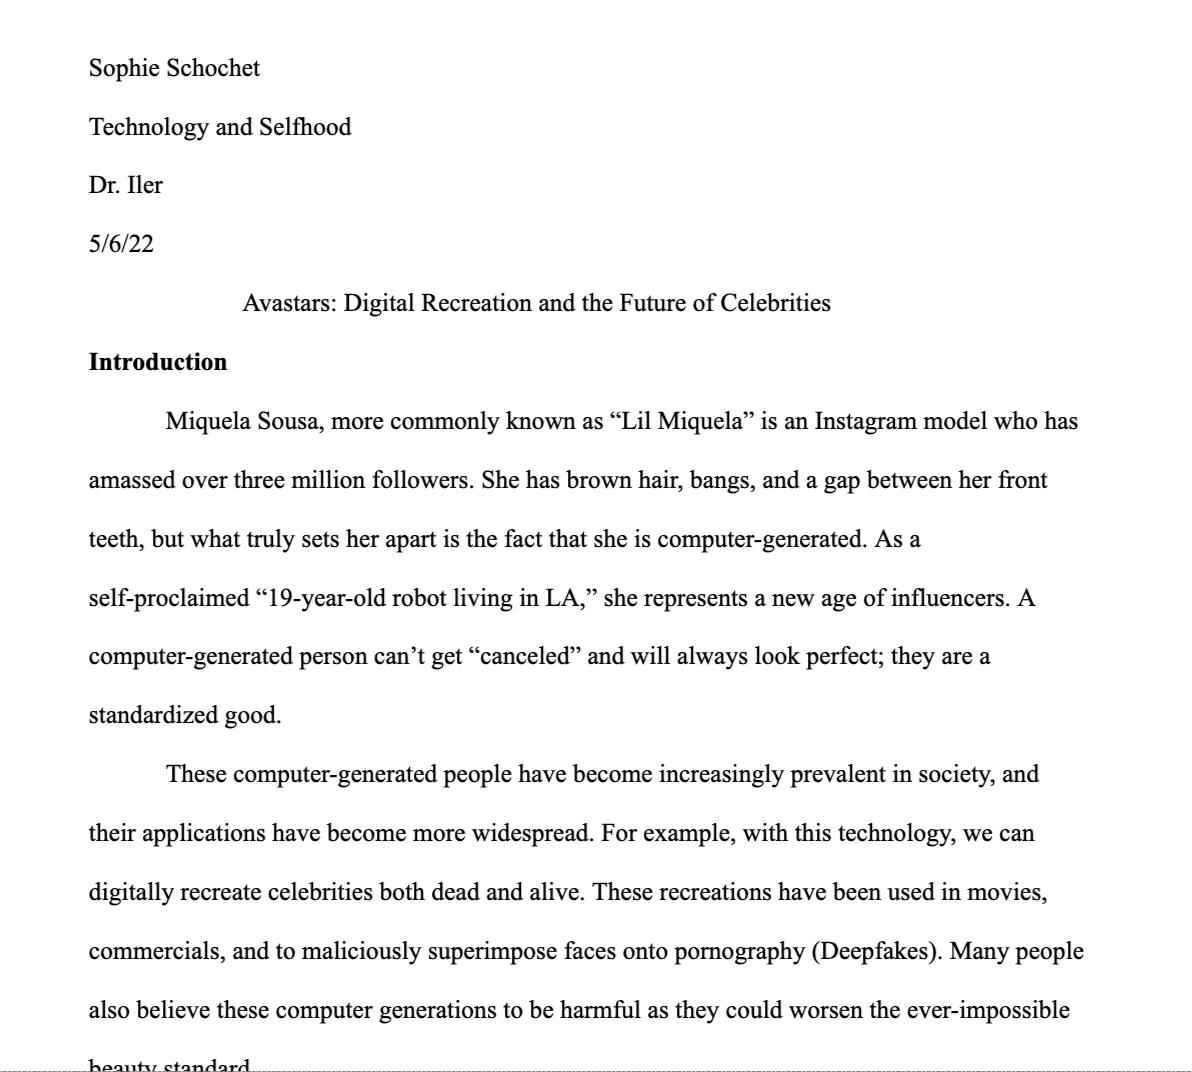 Sophie Schochet
Technology and Selfhood
Dr. Iler
5/6/22
Avastars: Digital Recreation and the Future of Celebrities
Introduction
Miquela Sousa, more commonly known as “Lil Miquela” is an Instagram model who has
amassed over three million followers. She has brown hair, bangs, and a gap between her front
teeth, but what truly sets her apart is the fact that she is computer-generated. As a
self-proclaimed “19-year-old robot living in LA,” she represents a new age of influencers. A
computer-generated person can’t get “canceled” and will always look perfect; they are a
standardized good.
These computer-generated people have become increasingly prevalent in society, and
their applications have become more widespread. For example, with this technology, we can
digitally recreate celebrities both dead and alive. These recreations have been used in movies,
commercials, and to maliciously superimpose faces onto pornography (Deepfakes). Many people
also believe these computer generations to be harmful as they could worsen the ever-impossible
beauty standard.